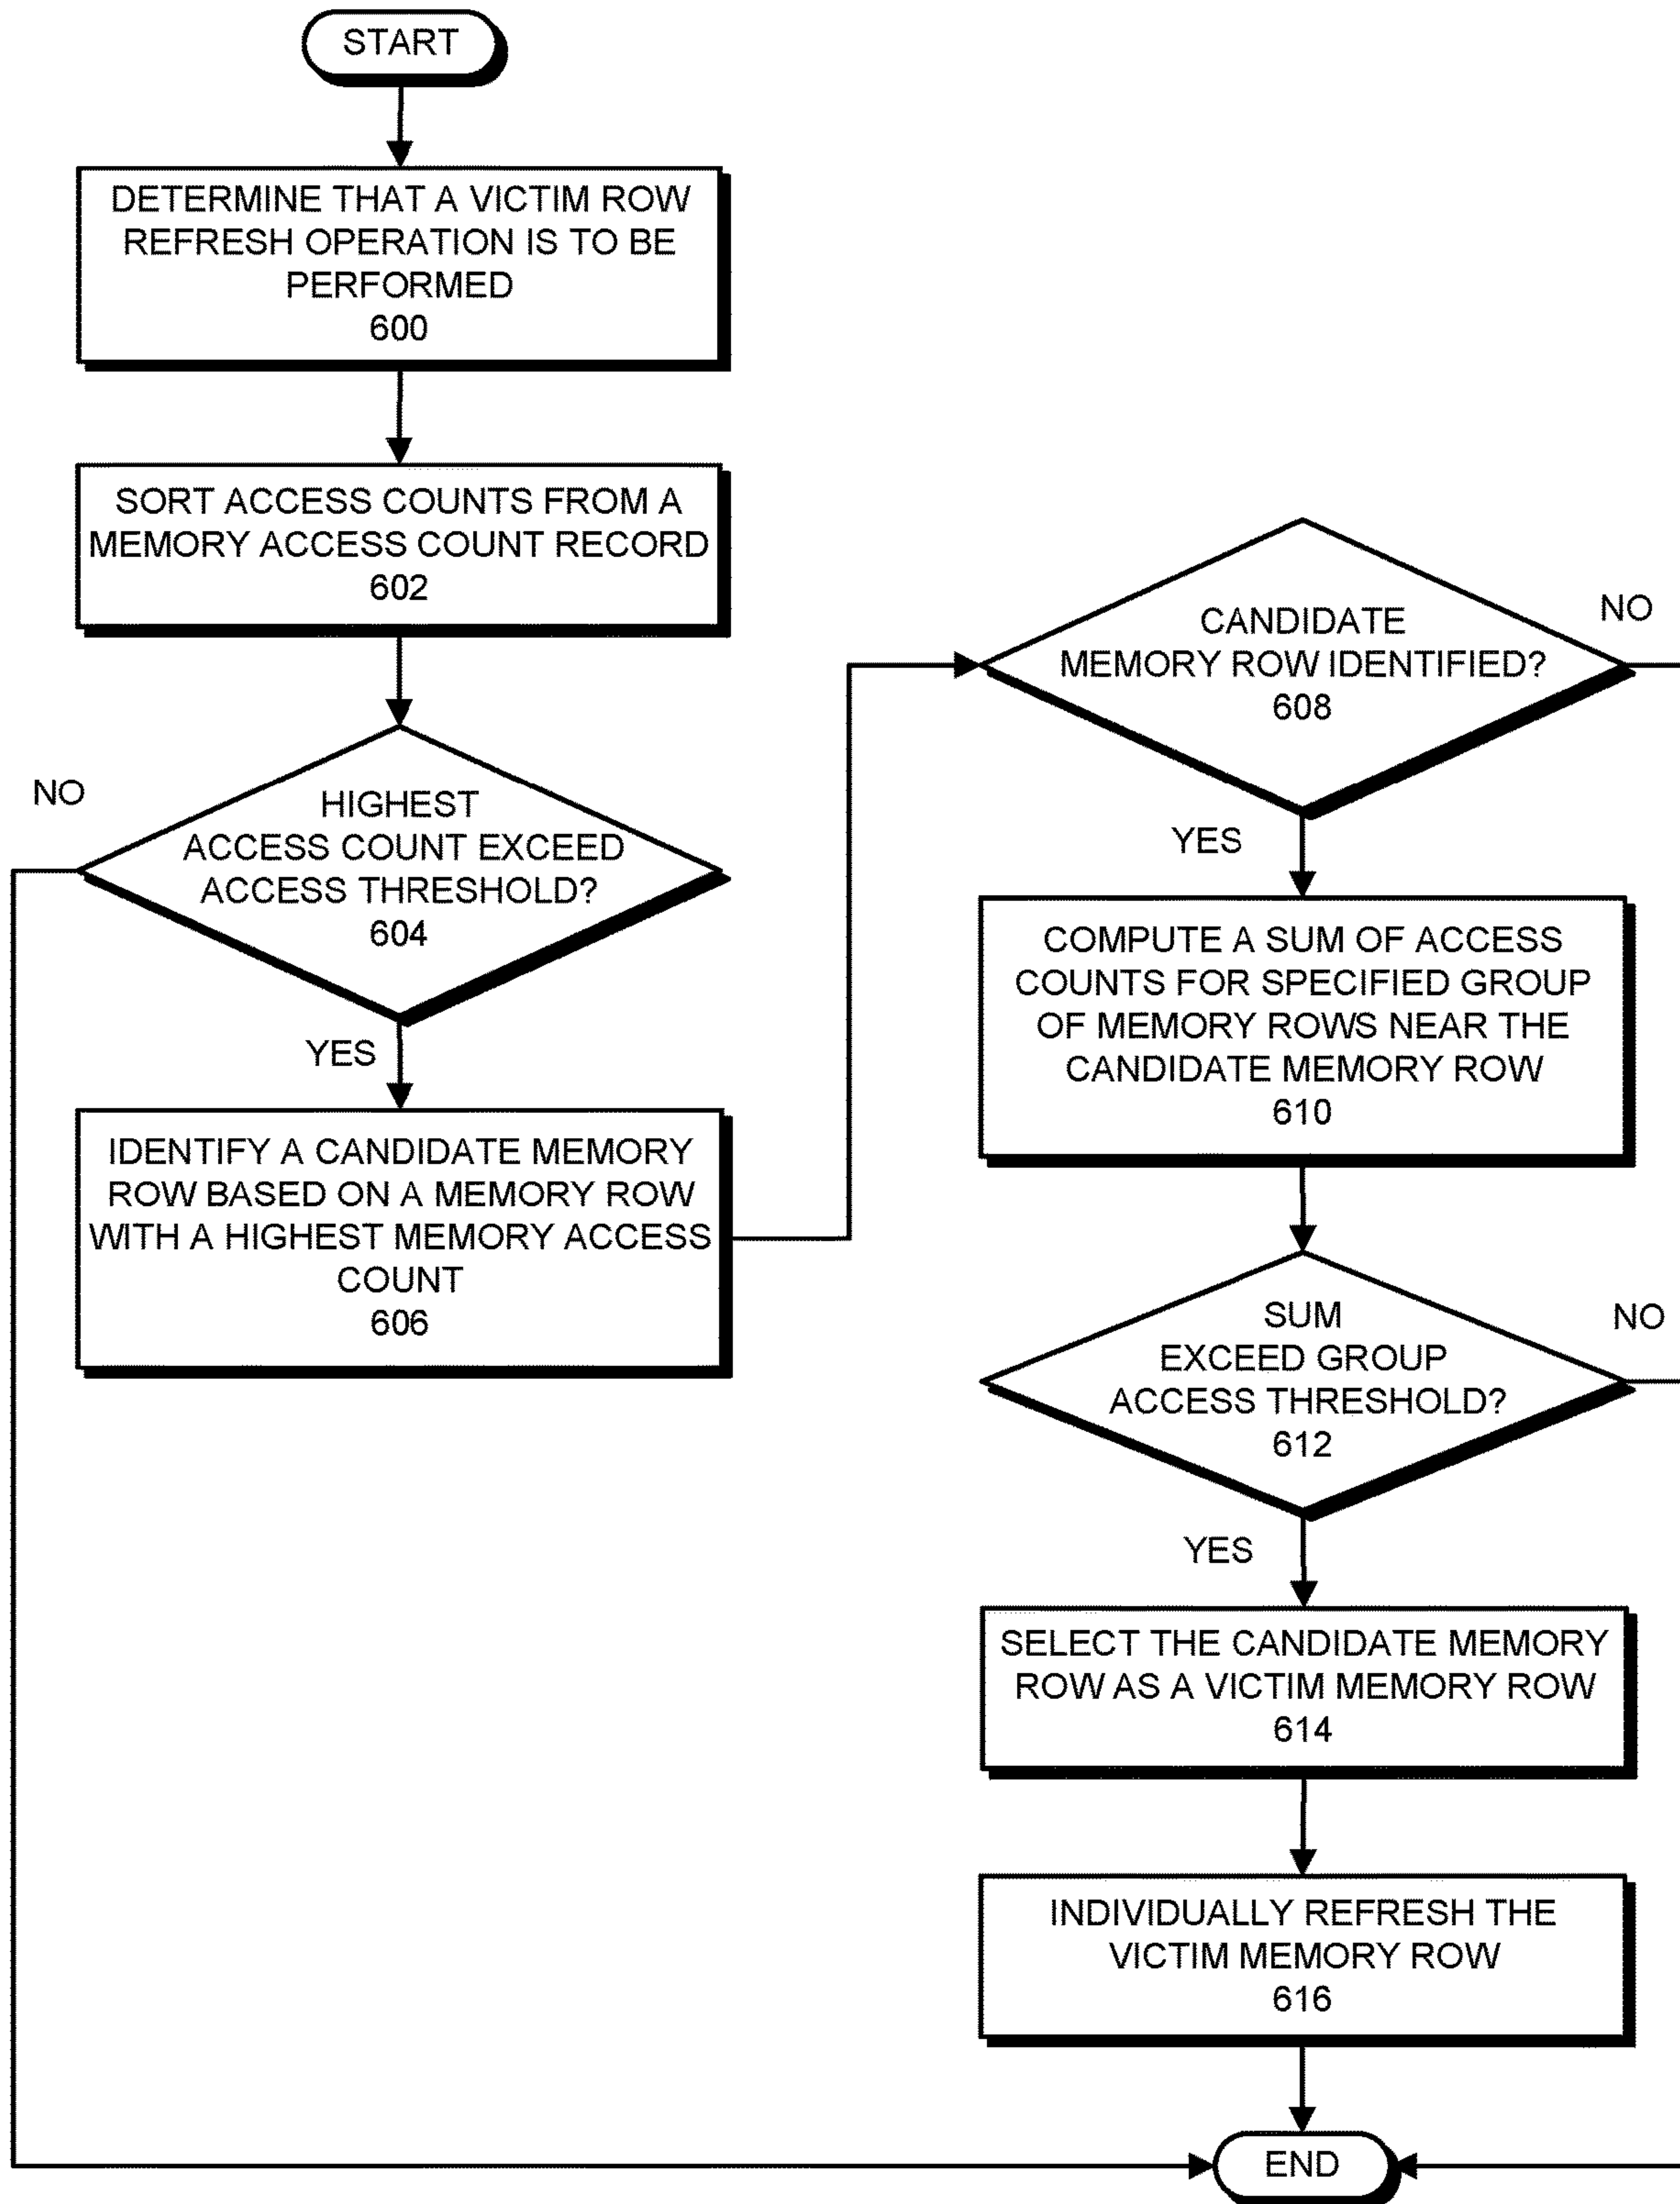 START
DETERMINE THAT A VICTIM ROW
REFRESH OPERATION IS TO BE
PERFORMED
600
SORT ACCESS COUNTS FROM A
MEMORY ACCESS COUNT RECORD
602
NO
HIGHEST
ACCESS COUNT EXCEED
ACCESS THRESHOLD?
604
YES
IDENTIFY A CANDIDATE MEMORY
ROW BASED ON A MEMORY ROW
WITH A HIGHEST MEMORY ACCESS
COUNT
606
CANDIDATE
MEMORY ROW IDENTIFIED?
608
NO
YES
COMPUTE A SUM OF ACCESS
COUNTS FOR SPECIFIED GROUP
OF MEMORY ROWS NEAR THE
CANDIDATE MEMORY ROW
610
SUM
EXCEED GROUP
ACCESS THRESHOLD?
612
NO
YES
SELECT THE CANDIDATE MEMORY
ROW AS A VICTIM MEMORY ROW
614
INDIVIDUALLY REFRESH THE
VICTIM MEMORY ROW
616
END